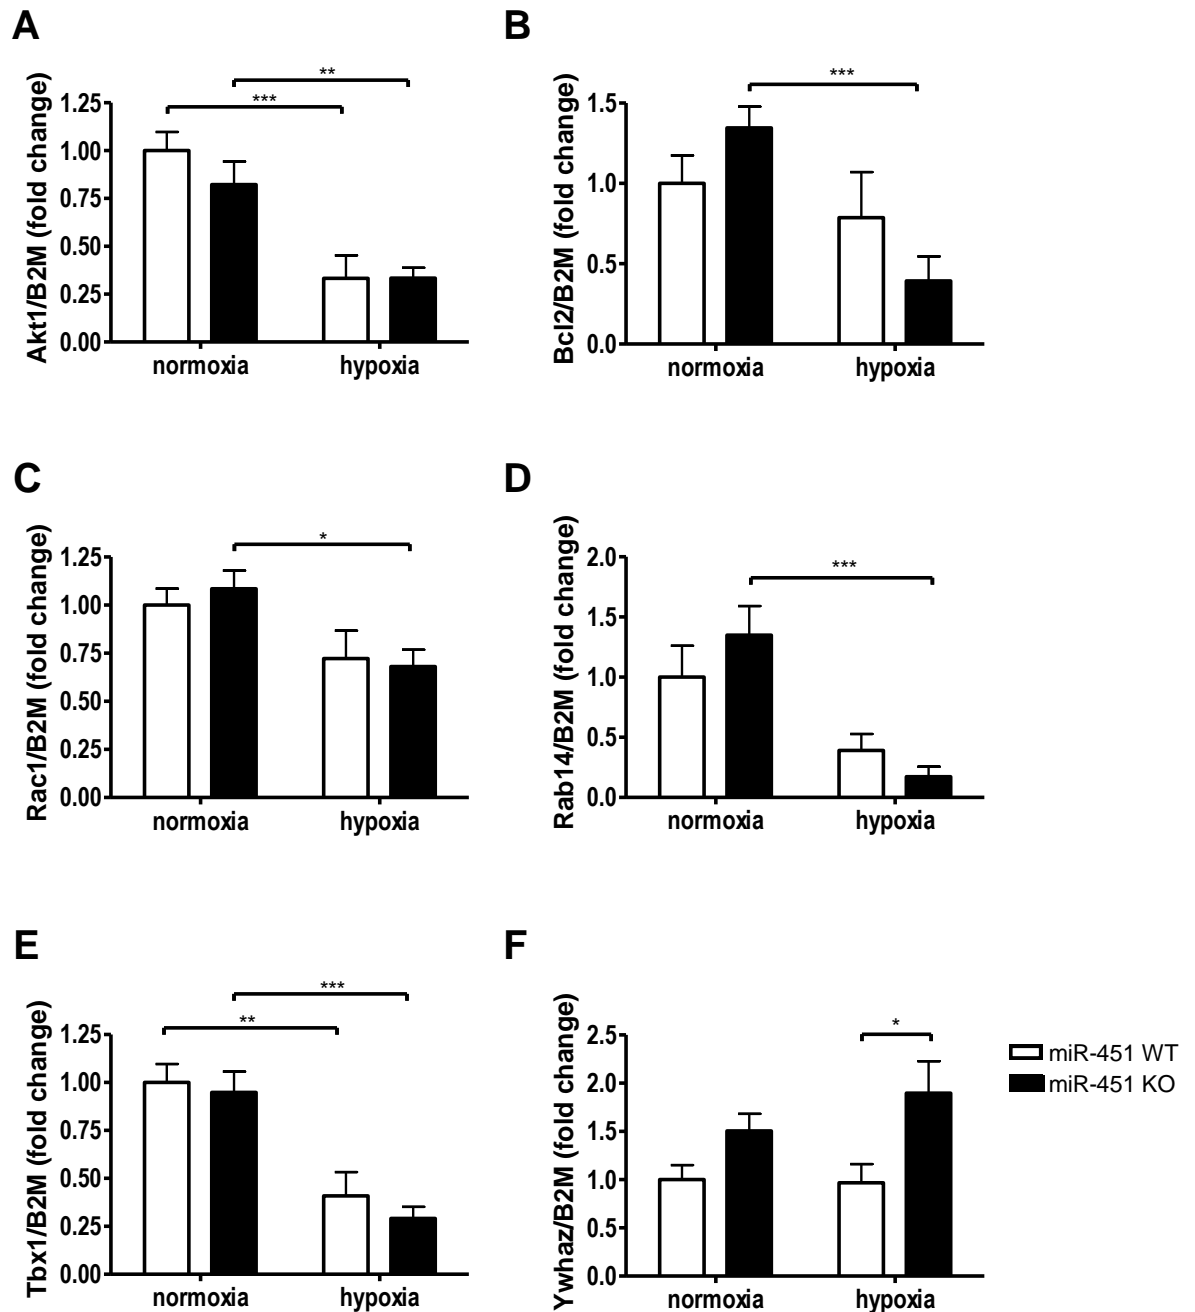 A
Akt1/B2M (fold change)
1.25
1.00
0.75
0.50
0.25
0.00
**
***
normoxia
hypoxia
B
Bcl2/B2M (fold change)
1.5
1.0
0.5
0.0
***
normoxia
hypoxia
C
Rac1/B2M (fold change)
1.25
1.00
0.75
0.50
0.25
0.00
*
normoxia
hypoxia
D
Rab14/B2M (fold change)
2.0
1.5
1.0
0.5
0.0
***
normoxia
hypoxia
E
Tbx1/B2M (fold change)
1.25
1.00
0.75
0.50
0.25
0.00
***
**
normoxia
hypoxia
F
Ywhaz/B2M (fold change)
2.5
2.0
1.5
1.0
0.5
0.0
*
normoxia
hypoxia
miR-451 WT
miR-451 KO